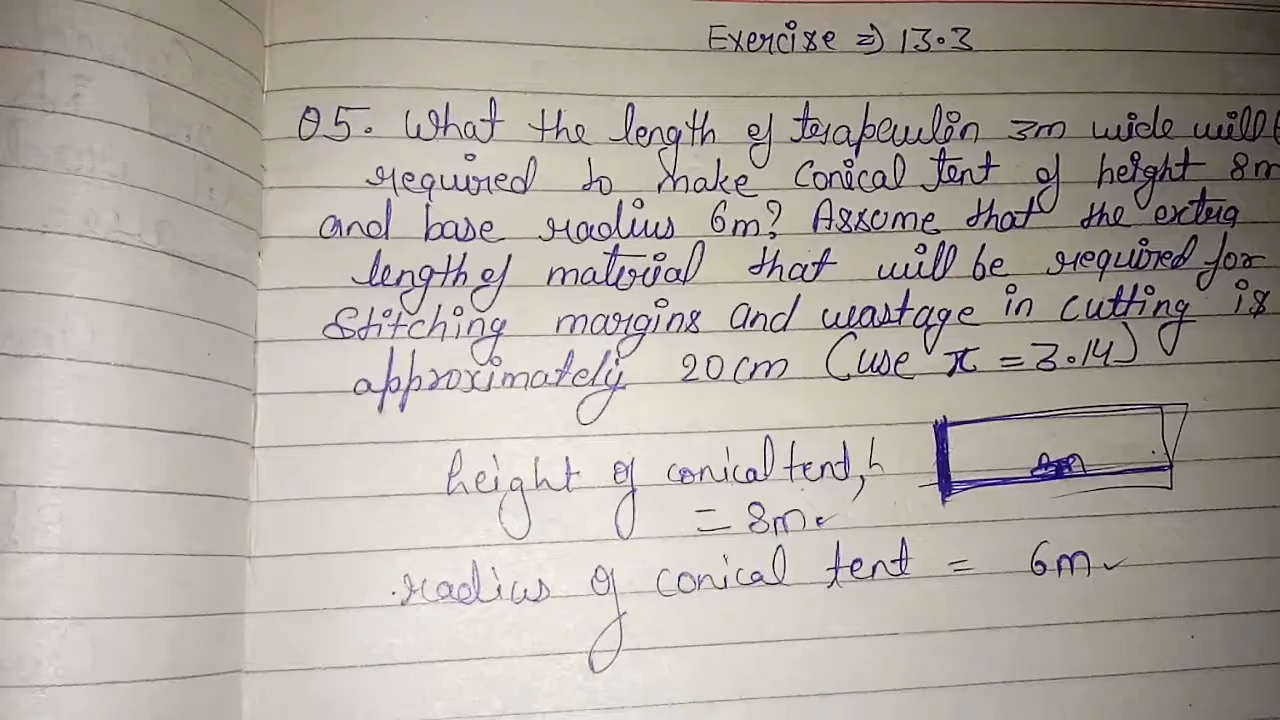 Exercise => 13.3
Q5. What the length of terapeulin 3m wide will
required to make conical tent of height 8m
and base radius 6m? Assume that the extra
length of material that will be required for
Stitching margins and wastage in cutting is
approximately 20cm (use π = 3.14)
height of conical tend, h
= 8m
radius of conical tent = 6m